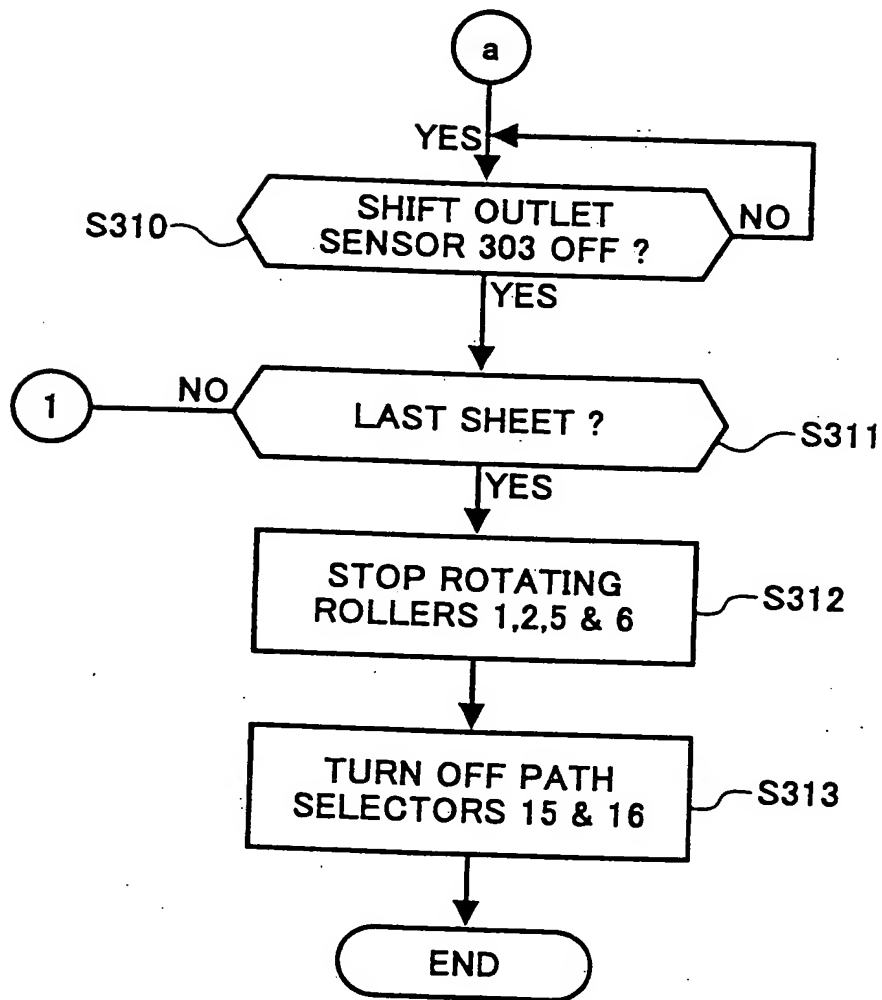 a
YES
SHIFT OUTLET
SENSOR 303 OFF ?
NO
S310
YES
1
NO
LAST SHEET ?
S311
YES
STOP ROTATING
ROLLERS 1,2,5 & 6
S312
TURN OFF PATH
SELECTORS 15 & 16
S313
END